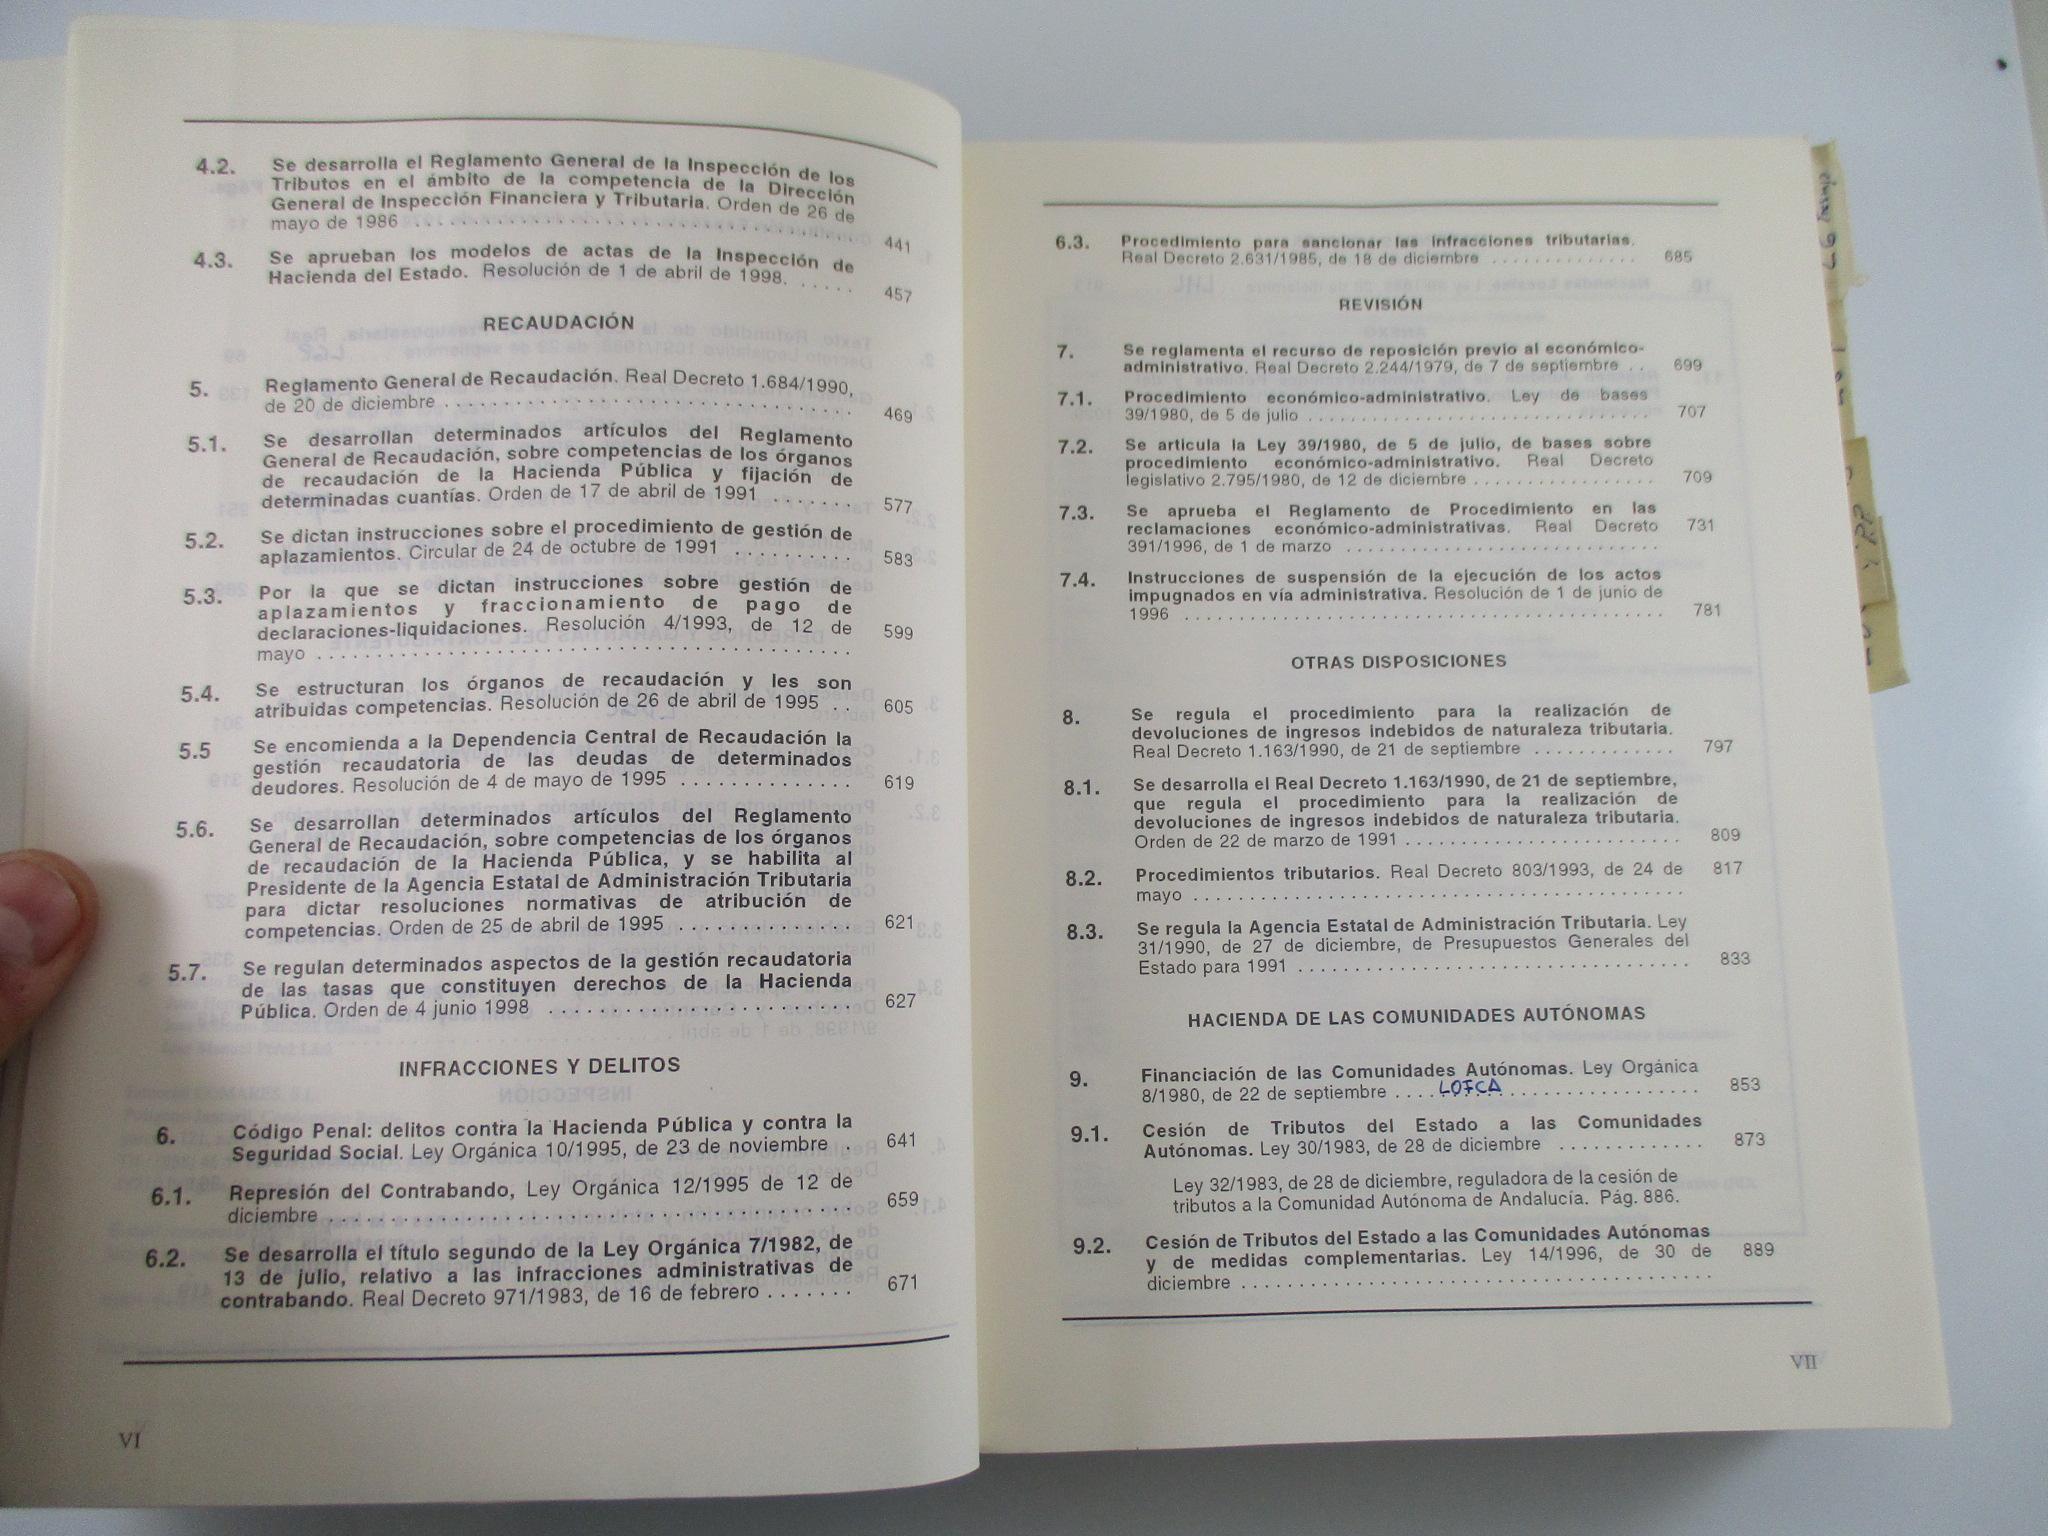 4.2. Se desarrolla el Reglamento General de la Inspección de los
Tributos en el ámbito de la competencia de la Dirección
General de Inspección Financiera y Tributaria. Orden de 26 de
mayo de 1986 . . . . . . . . . . 441
4.3. Se aprueban los modelos de actas de la Inspección de
Hacienda del Estado. Resolución de 1 de abril de 1998. . . . . . 457
RECAUDACIÓN
5. Reglamento General de Recaudación. Real Decreto 1.684/1990,
de 20 de diciembre . . . . . . . . . . 469
5.1. Se desarrollan determinados artículos del Reglamento
General de Recaudación, sobre competencias de los órganos
de recaudación de la Hacienda Pública y fijación de
determinadas cuantías. Orden de 17 de abril de 1991 . . . . . . . 577
5.2. Se dictan instrucciones sobre el procedimiento de gestión de
aplazamientos. Circular de 24 de octubre de 1991 . . . . . . . . . . 583
5.3. Por la que se dictan instrucciones sobre gestión de
aplazamientos y fraccionamiento de pago de
declaraciones-liquidaciones. Resolución 4/1993, de 12 de
mayo . . . . . . . . . . 599
5.4. Se estructuran los órganos de recaudación y les son
atribuidas competencias. Resolución de 26 de abril de 1995 . . 605
5.5 Se encomienda a la Dependencia Central de Recaudación la
gestión recaudatoria de las deudas de determinados
deudores. Resolución de 4 de mayo de 1995 . . . . . . . . . . 619
5.6. Se desarrollan determinados artículos del Reglamento
General de Recaudación, sobre competencias de los órganos
de recaudación de la Hacienda Pública, y se habilita al
Presidente de la Agencia Estatal de Administración Tributaria
para dictar resoluciones normativas de atribución de
competencias. Orden de 25 de abril de 1995 . . . . . . . . . . 621
5.7. Se regulan determinados aspectos de la gestión recaudatoria
de las tasas que constituyen derechos de la Hacienda
Pública. Orden de 4 junio 1998 . . . . . . . . . . 627
INFRACCIONES Y DELITOS
6. Código Penal: delitos contra la Hacienda Pública y contra la
Seguridad Social. Ley Orgánica 10/1995, de 23 de noviembre . 641
6.1. Represión del Contrabando, Ley Orgánica 12/1995 de 12 de
diciembre . . . . . . . . . . 659
6.2. Se desarrolla el título segundo de la Ley Orgánica 7/1982, de
13 de julio, relativo a las infracciones administrativas de
contrabando. Real Decreto 971/1983, de 16 de febrero . . . . . . . 671
VI
6.3. Procedimiento para sancionar las infracciones tributarias.
Real Decreto 2.631/1985, de 18 de diciembre . . . . . . . . . . 685
REVISIÓN
7. Se reglamenta el recurso de reposición previo al económico-
administrativo. Real Decreto 2.244/1979, de 7 de septiembre . . 699
7.1. Procedimiento económico-administrativo. Ley de bases
39/1980, de 5 de julio . . . . . . . . . . 707
7.2. Se articula la Ley 39/1980, de 5 de julio, de bases sobre
procedimiento económico-administrativo. Real Decreto
legislativo 2.795/1980, de 12 de diciembre . . . . . . . . . . 709
7.3. Se aprueba el Reglamento de Procedimiento en las
reclamaciones económico-administrativas. Real Decreto 731
391/1996, de 1 de marzo . . . . . . . . . .
7.4. Instrucciones de suspensión de la ejecución de los actos
impugnados en vía administrativa. Resolución de 1 de junio de
1996 . . . . . . . . . . 781
OTRAS DISPOSICIONES
8. Se regula el procedimiento para la realización de
devoluciones de ingresos indebidos de naturaleza tributaria.
Real Decreto 1.163/1990, de 21 de septiembre . . . . . . . . . . 797
8.1. Se desarrolla el Real Decreto 1.163/1990, de 21 de septiembre,
que regula el procedimiento para la realización de
devoluciones de ingresos indebidos de naturaleza tributaria.
Orden de 22 de marzo de 1991 . . . . . . . . . . 809
8.2. Procedimientos tributarios. Real Decreto 803/1993, de 24 de 817
mayo . . . . . . . . . .
8.3. Se regula la Agencia Estatal de Administración Tributaria. Ley
31/1990, de 27 de diciembre, de Presupuestos Generales del
Estado para 1991 . . . . . . . . . . 833
HACIENDA DE LAS COMUNIDADES AUTÓNOMAS
9. Financiación de las Comunidades Autónomas. Ley Orgánica
8/1980, de 22 de septiembre . . . . LOFCA . . . . . . . . . . 853
9.1. Cesión de Tributos del Estado a las Comunidades
Autónomas. Ley 30/1983, de 28 de diciembre . . . . . . . . . . 873
Ley 32/1983, de 28 de diciembre, reguladora de la cesión de
tributos a la Comunidad Autónoma de Andalucía. Pág. 886.
9.2. Cesión de Tributos del Estado a las Comunidades Autónomas
y de medidas complementarias. Ley 14/1996, de 30 de 889
diciembre . . . . . . . . . .
VII